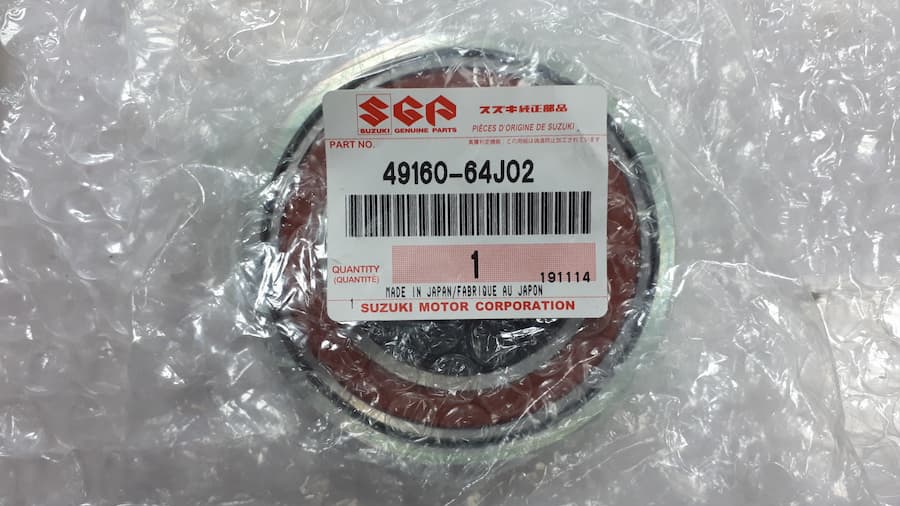 SGP
スズキ純正部品
SUZUKI GENUINE PARTS
PIÈCES D'ORIGINE DE SUZUKI
PART NO.
49160-64J02
QUANTITY
(QUANTITÉ)
1
191114
MADE IN JAPAN/FABRIQUE AU JAPON
1
SUZUKI MOTOR CORPORATION